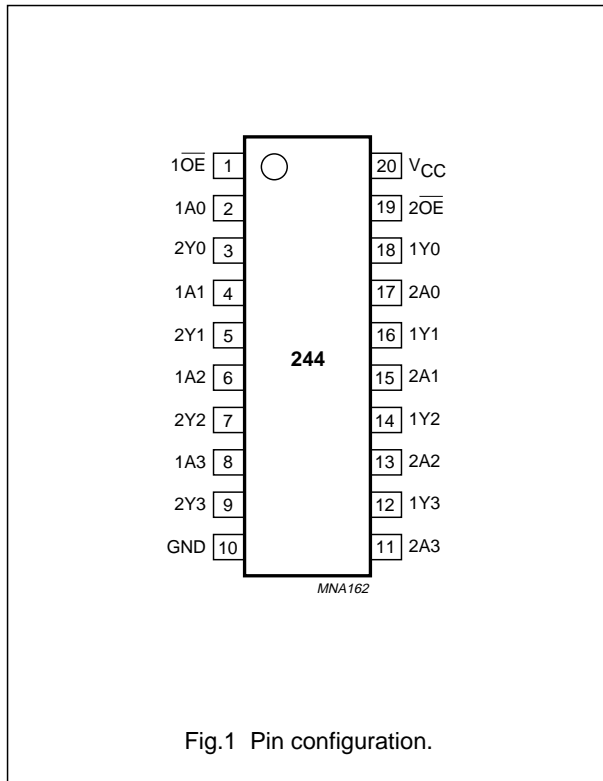 1O̅E̅ 1 20 VCC
1A0 2 19 2O̅E̅
2Y0 3 18 1Y0
1A1 4 17 2A0
2Y1 5 16 1Y1
244
1A2 6 15 2A1
2Y2 7 14 1Y2
1A3 8 13 2A2
2Y3 9 12 1Y3
GND 10 11 2A3
MNA162
Fig.1 Pin configuration.